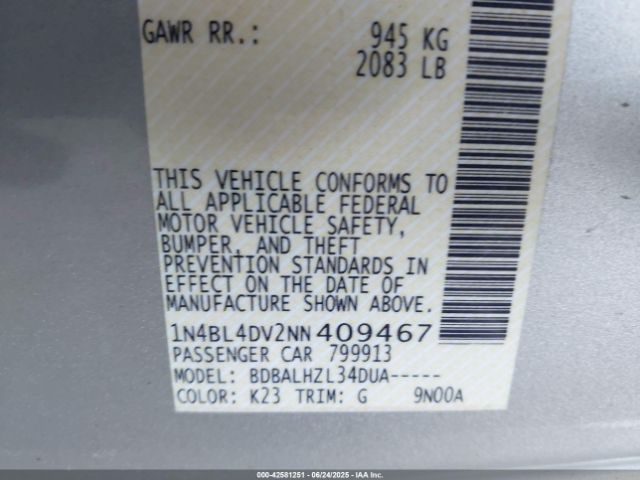 GAWR RR.: 945 KG
2083 LB
THIS VEHICLE CONFORMS TO
ALL APPLICABLE FEDERAL
MOTOR VEHICLE SAFETY,
BUMPER, AND THEFT
PREVENTION STANDARDS IN
EFFECT ON THE DATE OF
MANUFACTURE SHOWN ABOVE.
1N4BL4DV2NN409467
PASSENGER CAR 799913
MODEL: BDBALHZL34DUA-----
COLOR: K23 TRIM: G 9N00A
000-42581251 - 06/24/2025 - IAA Inc.